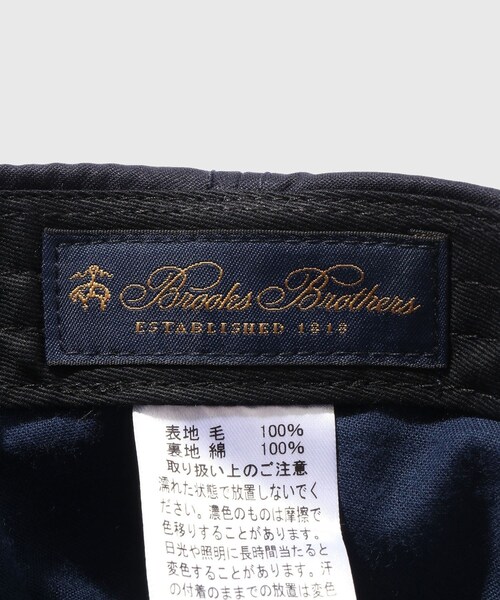 Brooks Brothers
ESTABLISHED 1818
表地 毛 100%
裏地 綿 100%
取り扱い上のご注意
濡れた状態で放置しないでく
ださい。濃色のものは摩擦で
色移りすることがあります。
日光や照明に長時間当たると
変色することがあります。汗
の付着のままでの放置は変色